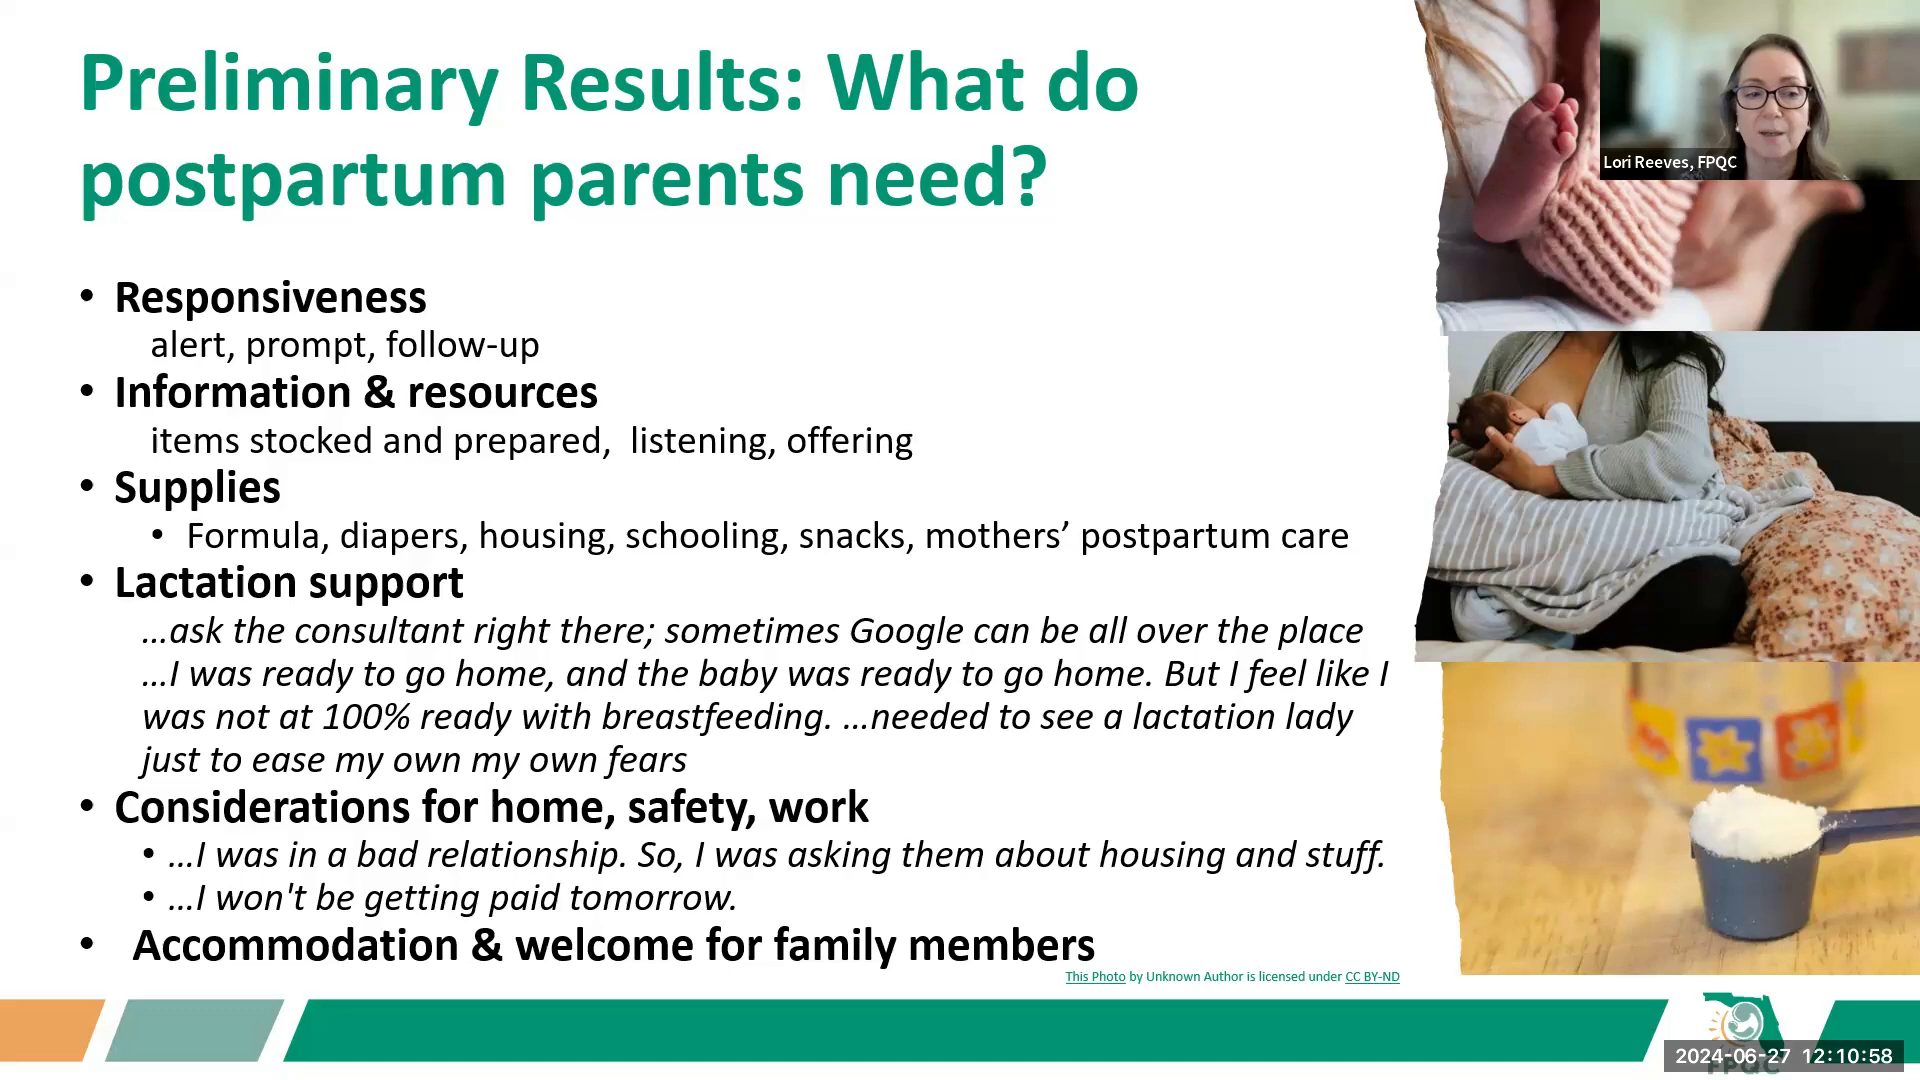 Preliminary Results: What do
postpartum parents need?
Lori Reeves, FPQC
• Responsiveness
alert, prompt, follow-up
• Information & resources
items stocked and prepared,  listening, offering
• Supplies
• Formula, diapers, housing, schooling, snacks, mothers’ postpartum care
• Lactation support
…ask the consultant right there; sometimes Google can be all over the place
…I was ready to go home, and the baby was ready to go home. But I feel like I
was not at 100% ready with breastfeeding. …needed to see a lactation lady
just to ease my own my own fears
• Considerations for home, safety, work
• …I was in a bad relationship. So, I was asking them about housing and stuff.
• …I won't be getting paid tomorrow.
• Accommodation & welcome for family members
This Photo by Unknown Author is licensed under CC BY-ND
2024-06-27 12:10:58
FPQC